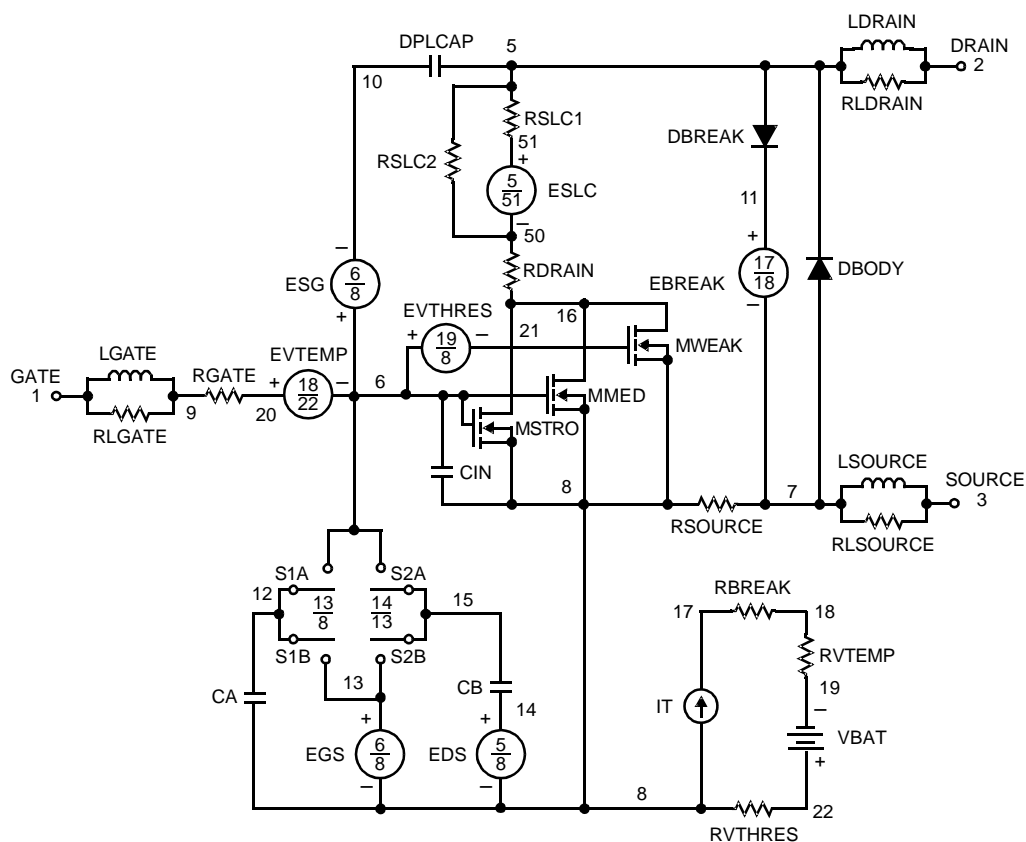 LDRAIN
DPLCAP
5
DRAIN
2
10
RLDRAIN
RSLC1
DBREAK
51
+
RSLC2
5
51
ESLC
11
−
50
−
+
17
18
RDRAIN
EBREAK
DBODY
6
8
ESG
EVTHRES
−
+
+
19
8
−
21
16
MWEAK
LGATE
EVTEMP
GATE
1
RGATE
+
18
22
−
6
MMED
9
20
RLGATE
MSTRO
CIN
LSOURCE
8
7
SOURCE
3
RSOURCE
RLSOURCE
S1A
S2A
12
13
8
14
13
15
RBREAK
17
18
S1B
S2B
RVTEMP
13
CB
19
CA
14
IT
−
+
+
VBAT
EGS
6
8
EDS
5
8
+
−
−
8
22
RVTHRES